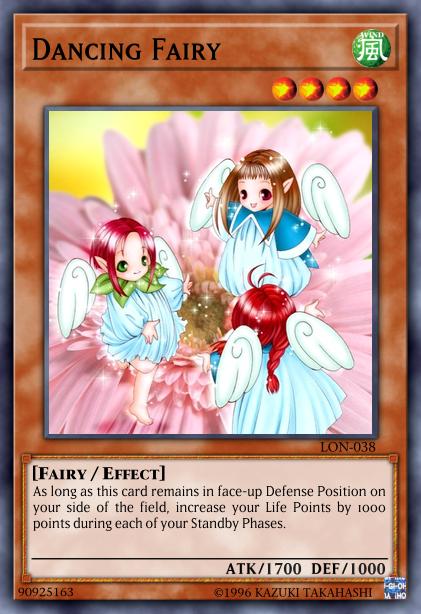 DANCING FAIRY
WIND
風
LON-038
[FAIRY / EFFECT]
As long as this card remains in face-up Defense Position on
your side of the field, increase your Life Points by 1000
points during each of your Standby Phases.
ATK/1700 DEF/1000
90925163
©1996 KAZUKI TAKAHASHI